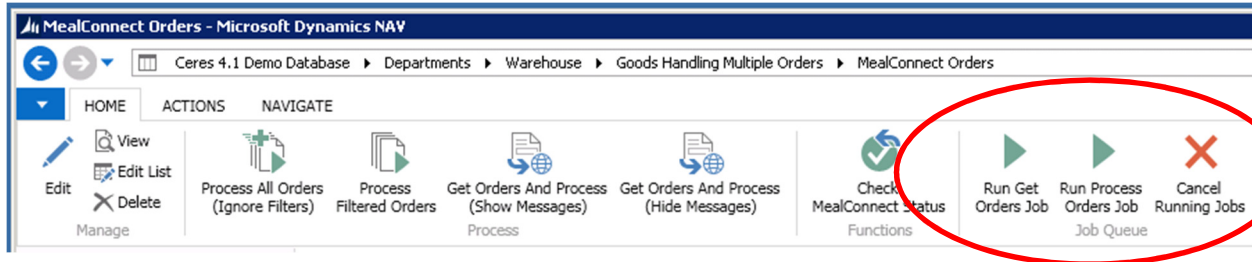 MealConnect Orders - Microsoft Dynamics NAV
Ceres 4.1 Demo Database ▸ Departments ▸ Warehouse ▸ Goods Handling Multiple Orders ▸ MealConnect Orders
HOME ACTIONS NAVIGATE
Edit
View
Edit List
Delete
Manage
Process All Orders
(Ignore Filters)
Process
Filtered Orders
Get Orders And Process
(Show Messages)
Get Orders And Process
(Hide Messages)
Process
Check
MealConnect Status
Functions
Run Get
Orders Job
Run Process
Orders Job
Cancel
Running Jobs
Job Queue